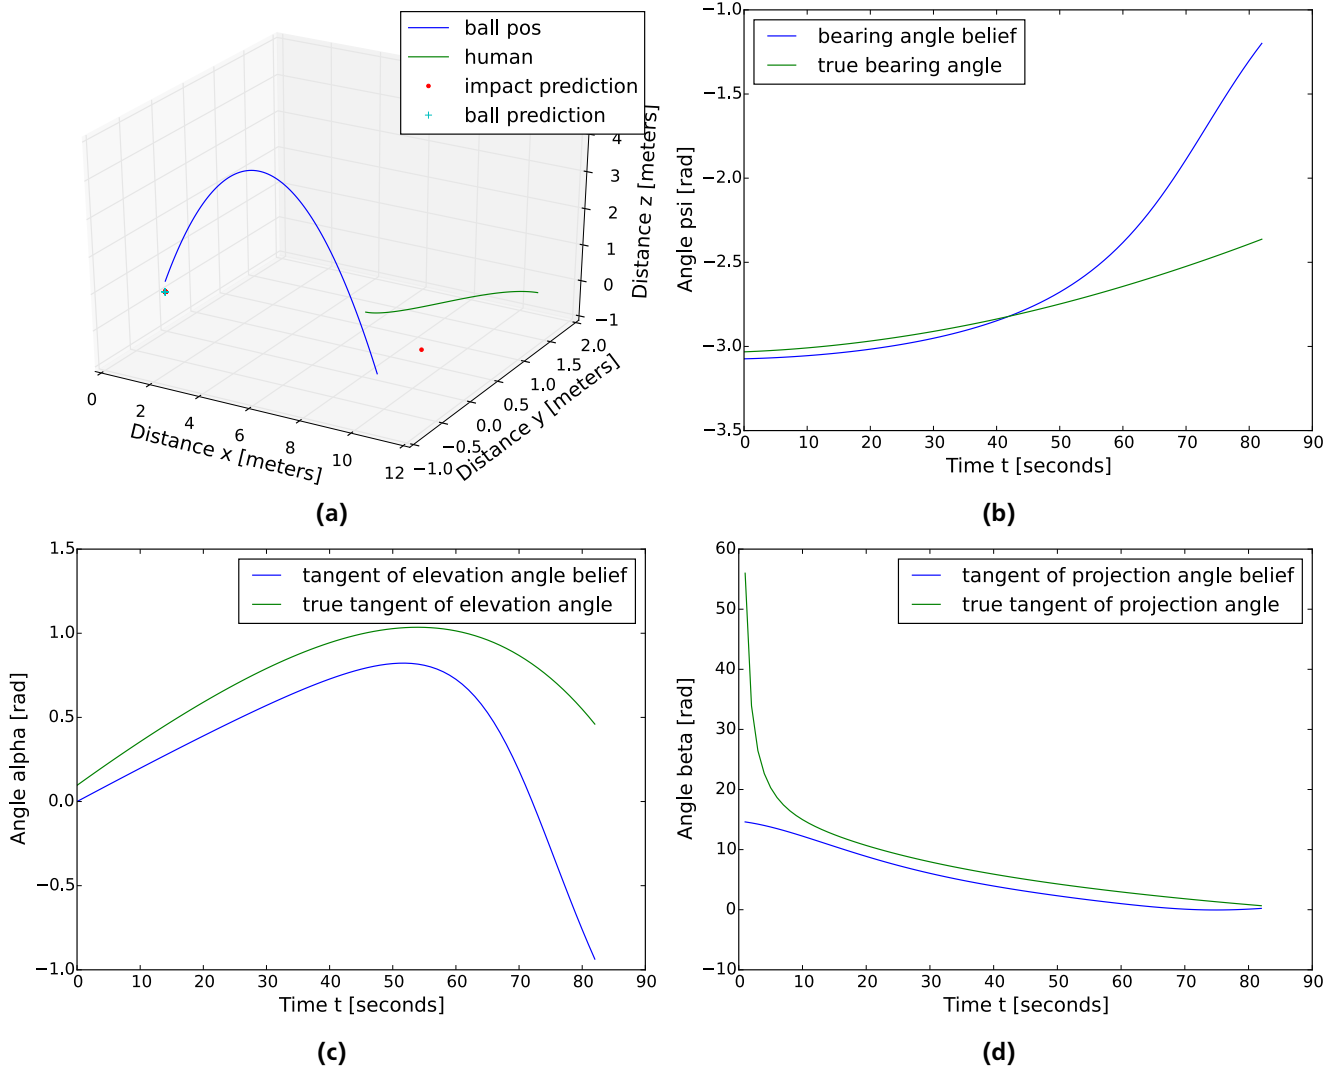 ball pos
human
impact prediction
ball prediction
4
3
2
1
0
−1
Distance z [meters]
0
2
4
6
8
10
12
Distance x [meters]
−1.0
−0.5
0.0
0.5
1.0
1.5
2.0
Distance y [meters]
(a)
bearing angle belief
true bearing angle
−1.0
−1.5
−2.0
−2.5
−3.0
−3.5
Angle psi [rad]
0 10 20 30 40 50 60 70 80 90
Time t [seconds]
(b)
tangent of elevation angle belief
true tangent of elevation angle
1.5
1.0
0.5
0.0
−0.5
−1.0
Angle alpha [rad]
0 10 20 30 40 50 60 70 80 90
Time t [seconds]
(c)
tangent of projection angle belief
true tangent of projection angle
60
50
40
30
20
10
0
−10
Angle beta [rad]
0 10 20 30 40 50 60 70 80 90
Time t [seconds]
(d)